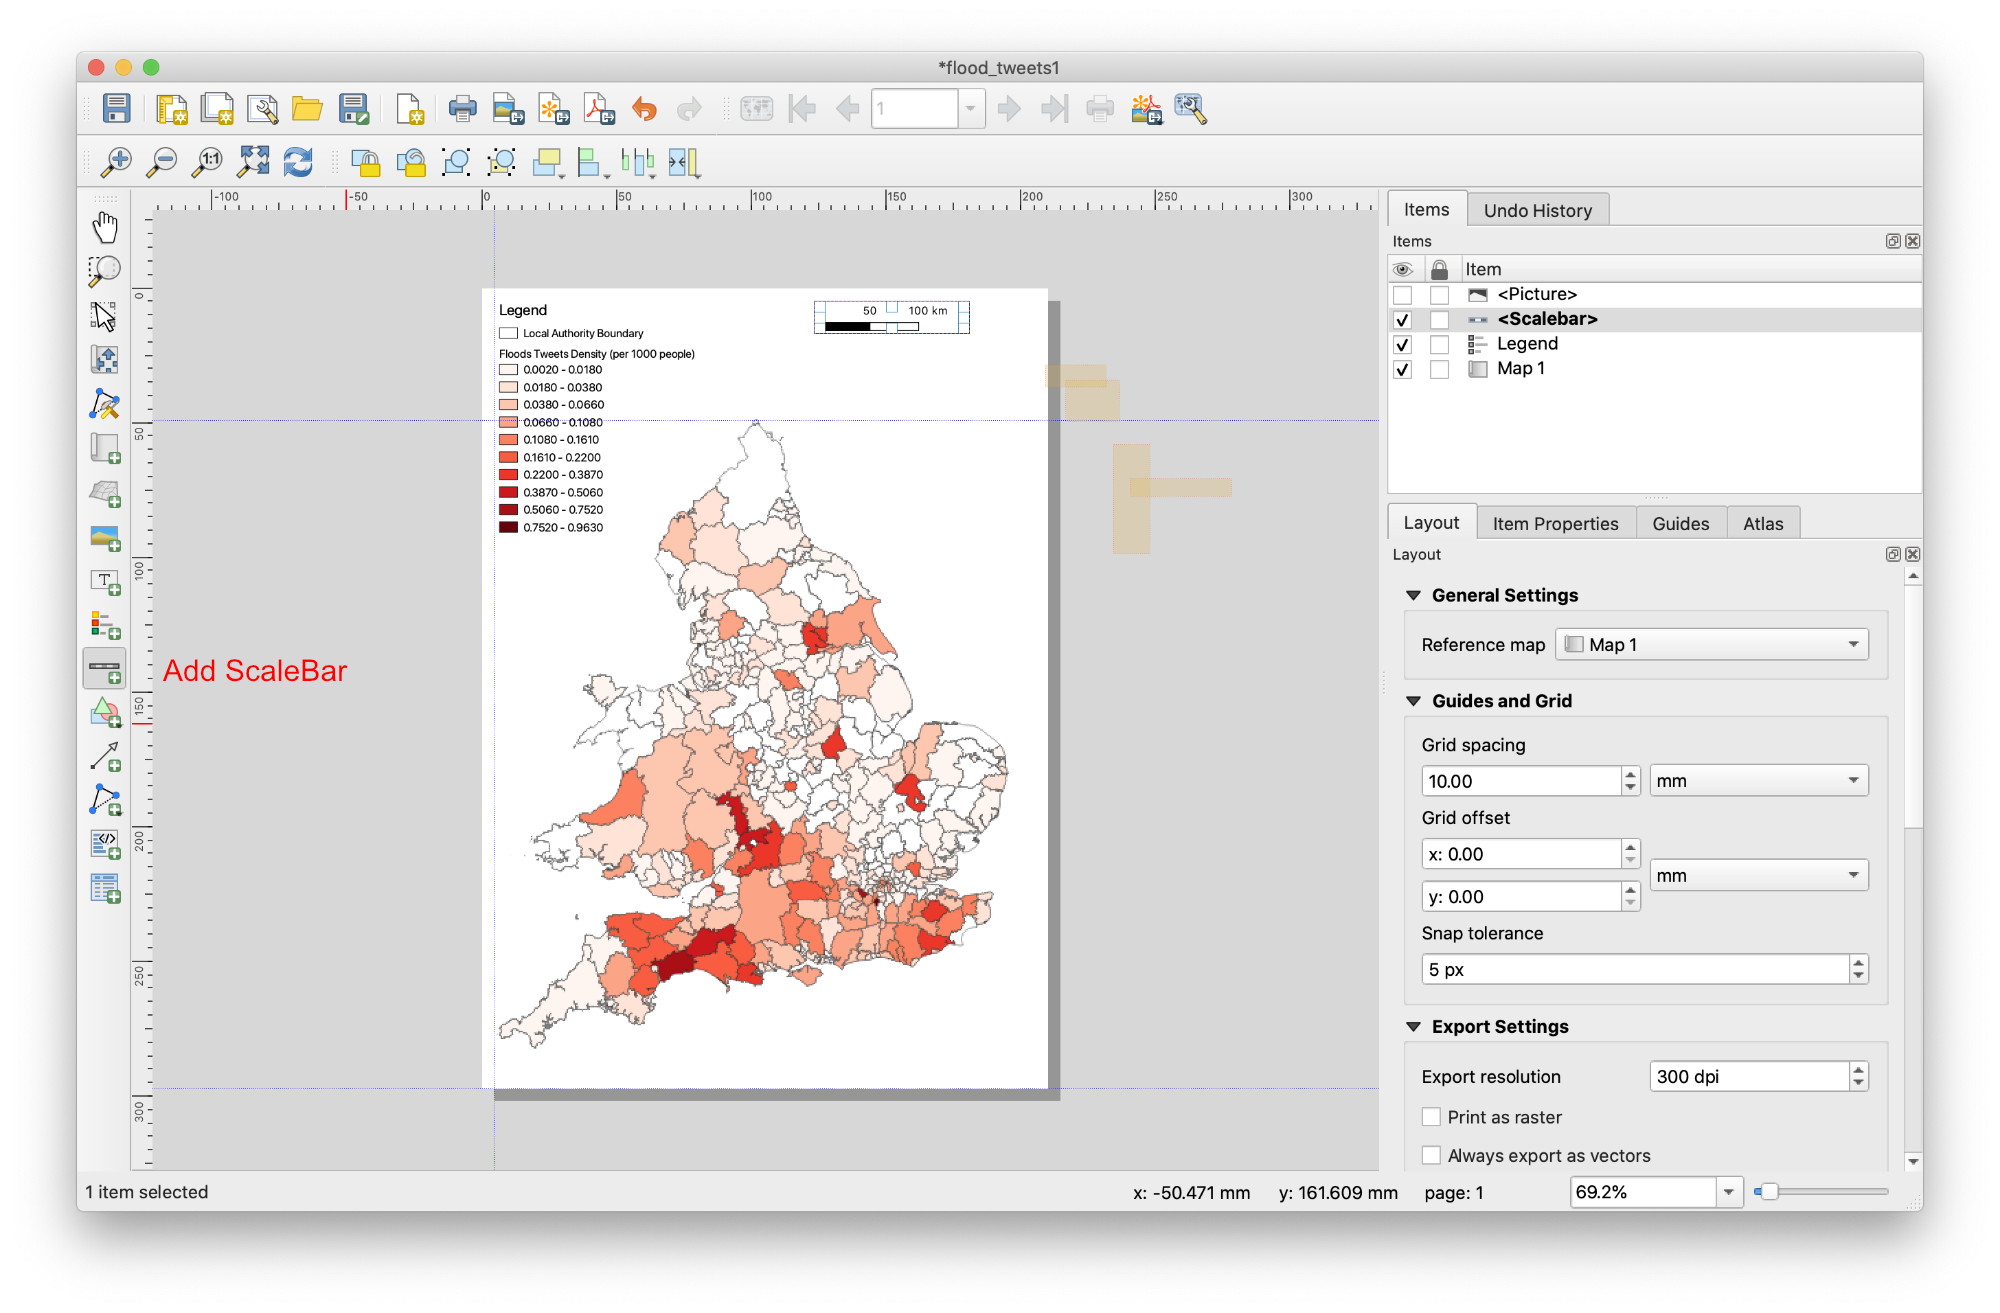 *flood_tweets1
1
1:1
-100 -50 0 50 100 150 200 250 300
0
50
100
150
200
250
300
Add ScaleBar
Legend
Local Authority Boundary
Floods Tweets Density (per 1000 people)
0.0020 - 0.0180
0.0180 - 0.0380
0.0380 - 0.0660
0.0660 - 0.1080
0.1080 - 0.1610
0.1610 - 0.2200
0.2200 - 0.3870
0.3870 - 0.5060
0.5060 - 0.7520
0.7520 - 0.9630
50 100 km
Items Undo History
Items
Item
<Picture>
<Scalebar>
Legend
Map 1
Layout Item Properties Guides Atlas
Layout
General Settings
Reference map Map 1
Guides and Grid
Grid spacing
10.00 mm
Grid offset
x: 0.00
mm
y: 0.00
Snap tolerance
5 px
Export Settings
Export resolution 300 dpi
Print as raster
Always export as vectors
1 item selected x: -50.471 mm y: 161.609 mm page: 1 69.2%